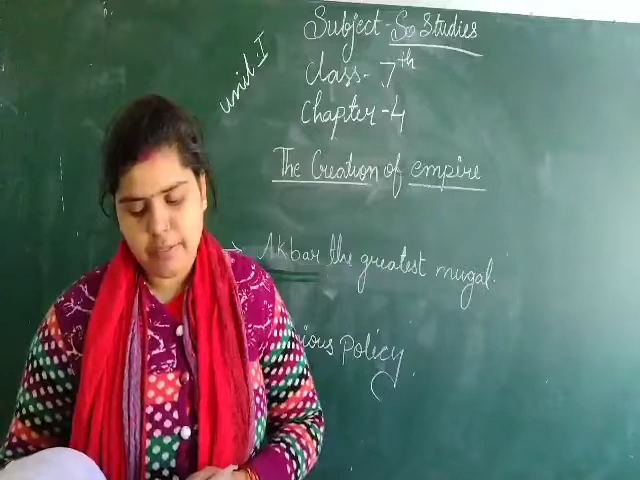 Subject - So Studies
unit I
Class - 7th
Chapter - 4
The Creation of empire
→ Akbar the greatest mugal.
ious policy